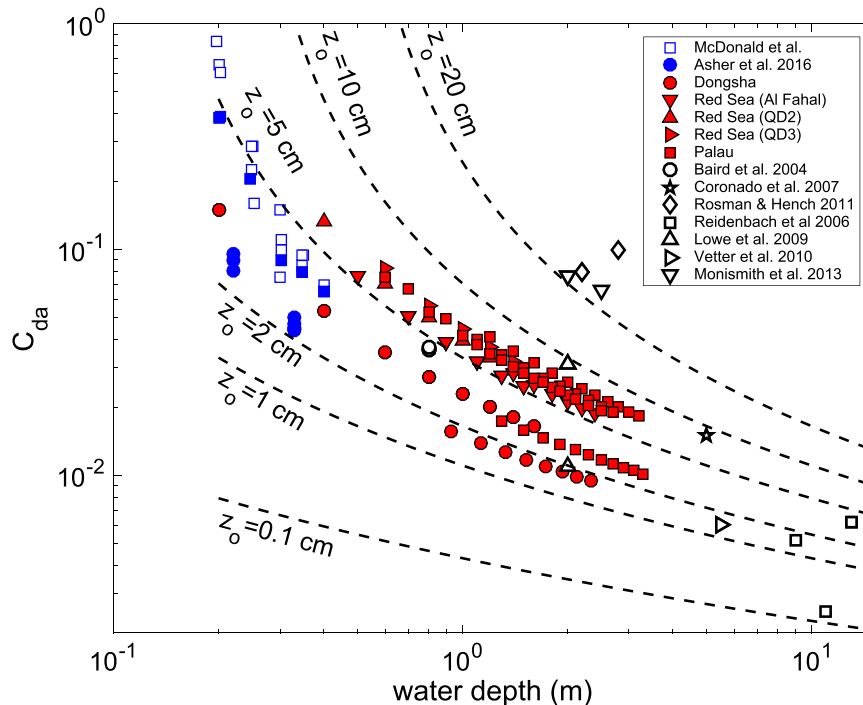 10^0
10^-1
10^-2
C_da
10^-1
10^0
10^1
water depth (m)
z_o=5 cm
z_o=10 cm
z_o=20 cm
z_o=2 cm
z_o=1 cm
z_o=0.1 cm
McDonald et al.
Asher et al. 2016
Dongsha
Red Sea (Al Fahal)
Red Sea (QD2)
Red Sea (QD3)
Palau
Baird et al. 2004
Coronado et al. 2007
Rosman & Hench 2011
Reidenbach et al 2006
Lowe et al. 2009
Vetter et al. 2010
Monismith et al. 2013